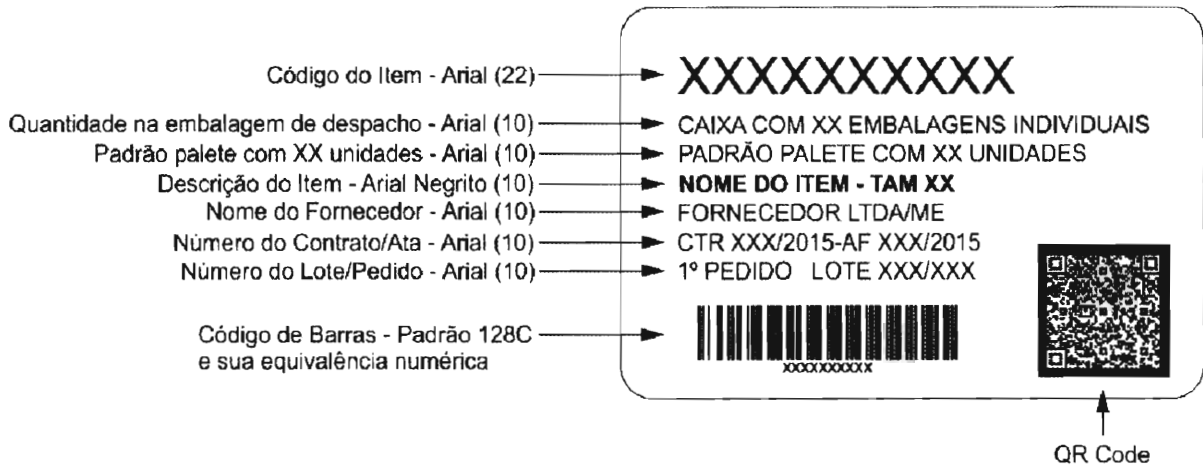 Código do Item - Arial (22)
XXXXXXXXXX
Quantidade na embalagem de despacho - Arial (10)
CAIXA COM XX EMBALAGENS INDIVIDUAIS
Padrão palete com XX unidades - Arial (10)
PADRÃO PALETE COM XX UNIDADES
Descrição do Item - Arial Negrito (10)
NOME DO ITEM - TAM XX
Nome do Fornecedor - Arial (10)
FORNECEDOR LTDA/ME
Número do Contrato/Ata - Arial (10)
CTR XXX/2015-AF XXX/2015
Número do Lote/Pedido - Arial (10)
1º PEDIDO LOTE XXX/XXX
Código de Barras - Padrão 128C
e sua equivalência numérica
XXXXXXXXXX
QR Code